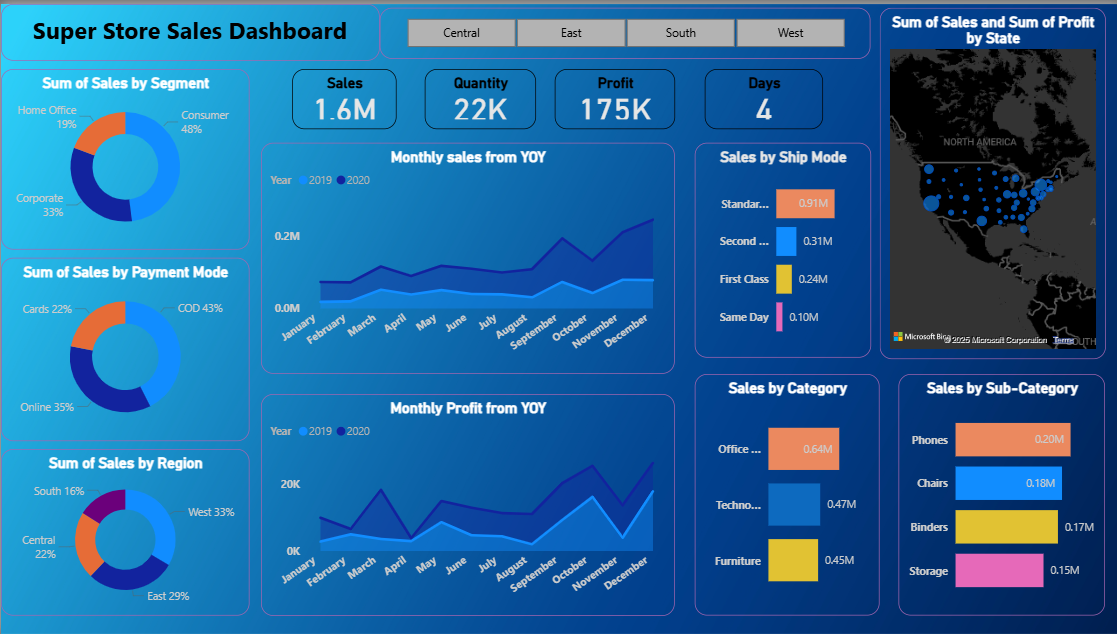 Super Store Sales Dashboard
Central
East
South
West
Sum of Sales and Sum of Profit
by State
Sum of Sales by Segment
Home Office
19%
Consumer
48%
Corporate
33%
Sales
1.6M
Quantity
22K
Profit
175K
Days
4
Monthly sales from YOY
Year 2019 2020
0.2M
0.0M
January
February
March
April
May
June
July
August
September
October
November
December
Sales by Ship Mode
Standar... 0.91M
Second ... 0.31M
First Class 0.24M
Same Day 0.10M
NORTH AMERICA
Microsoft Bing
© 2025 Microsoft Corporation Terms
SOUTH
Sum of Sales by Payment Mode
Cards 22%
COD 43%
Online 35%
Monthly Profit from YOY
Year 2019 2020
20K
0K
January
February
March
April
May
June
July
August
September
October
November
December
Sales by Category
Office ... 0.64M
Techno... 0.47M
Furniture 0.45M
Sales by Sub-Category
Phones 0.20M
Chairs 0.18M
Binders 0.17M
Storage 0.15M
Sum of Sales by Region
South 16%
West 33%
Central
22%
East 29%